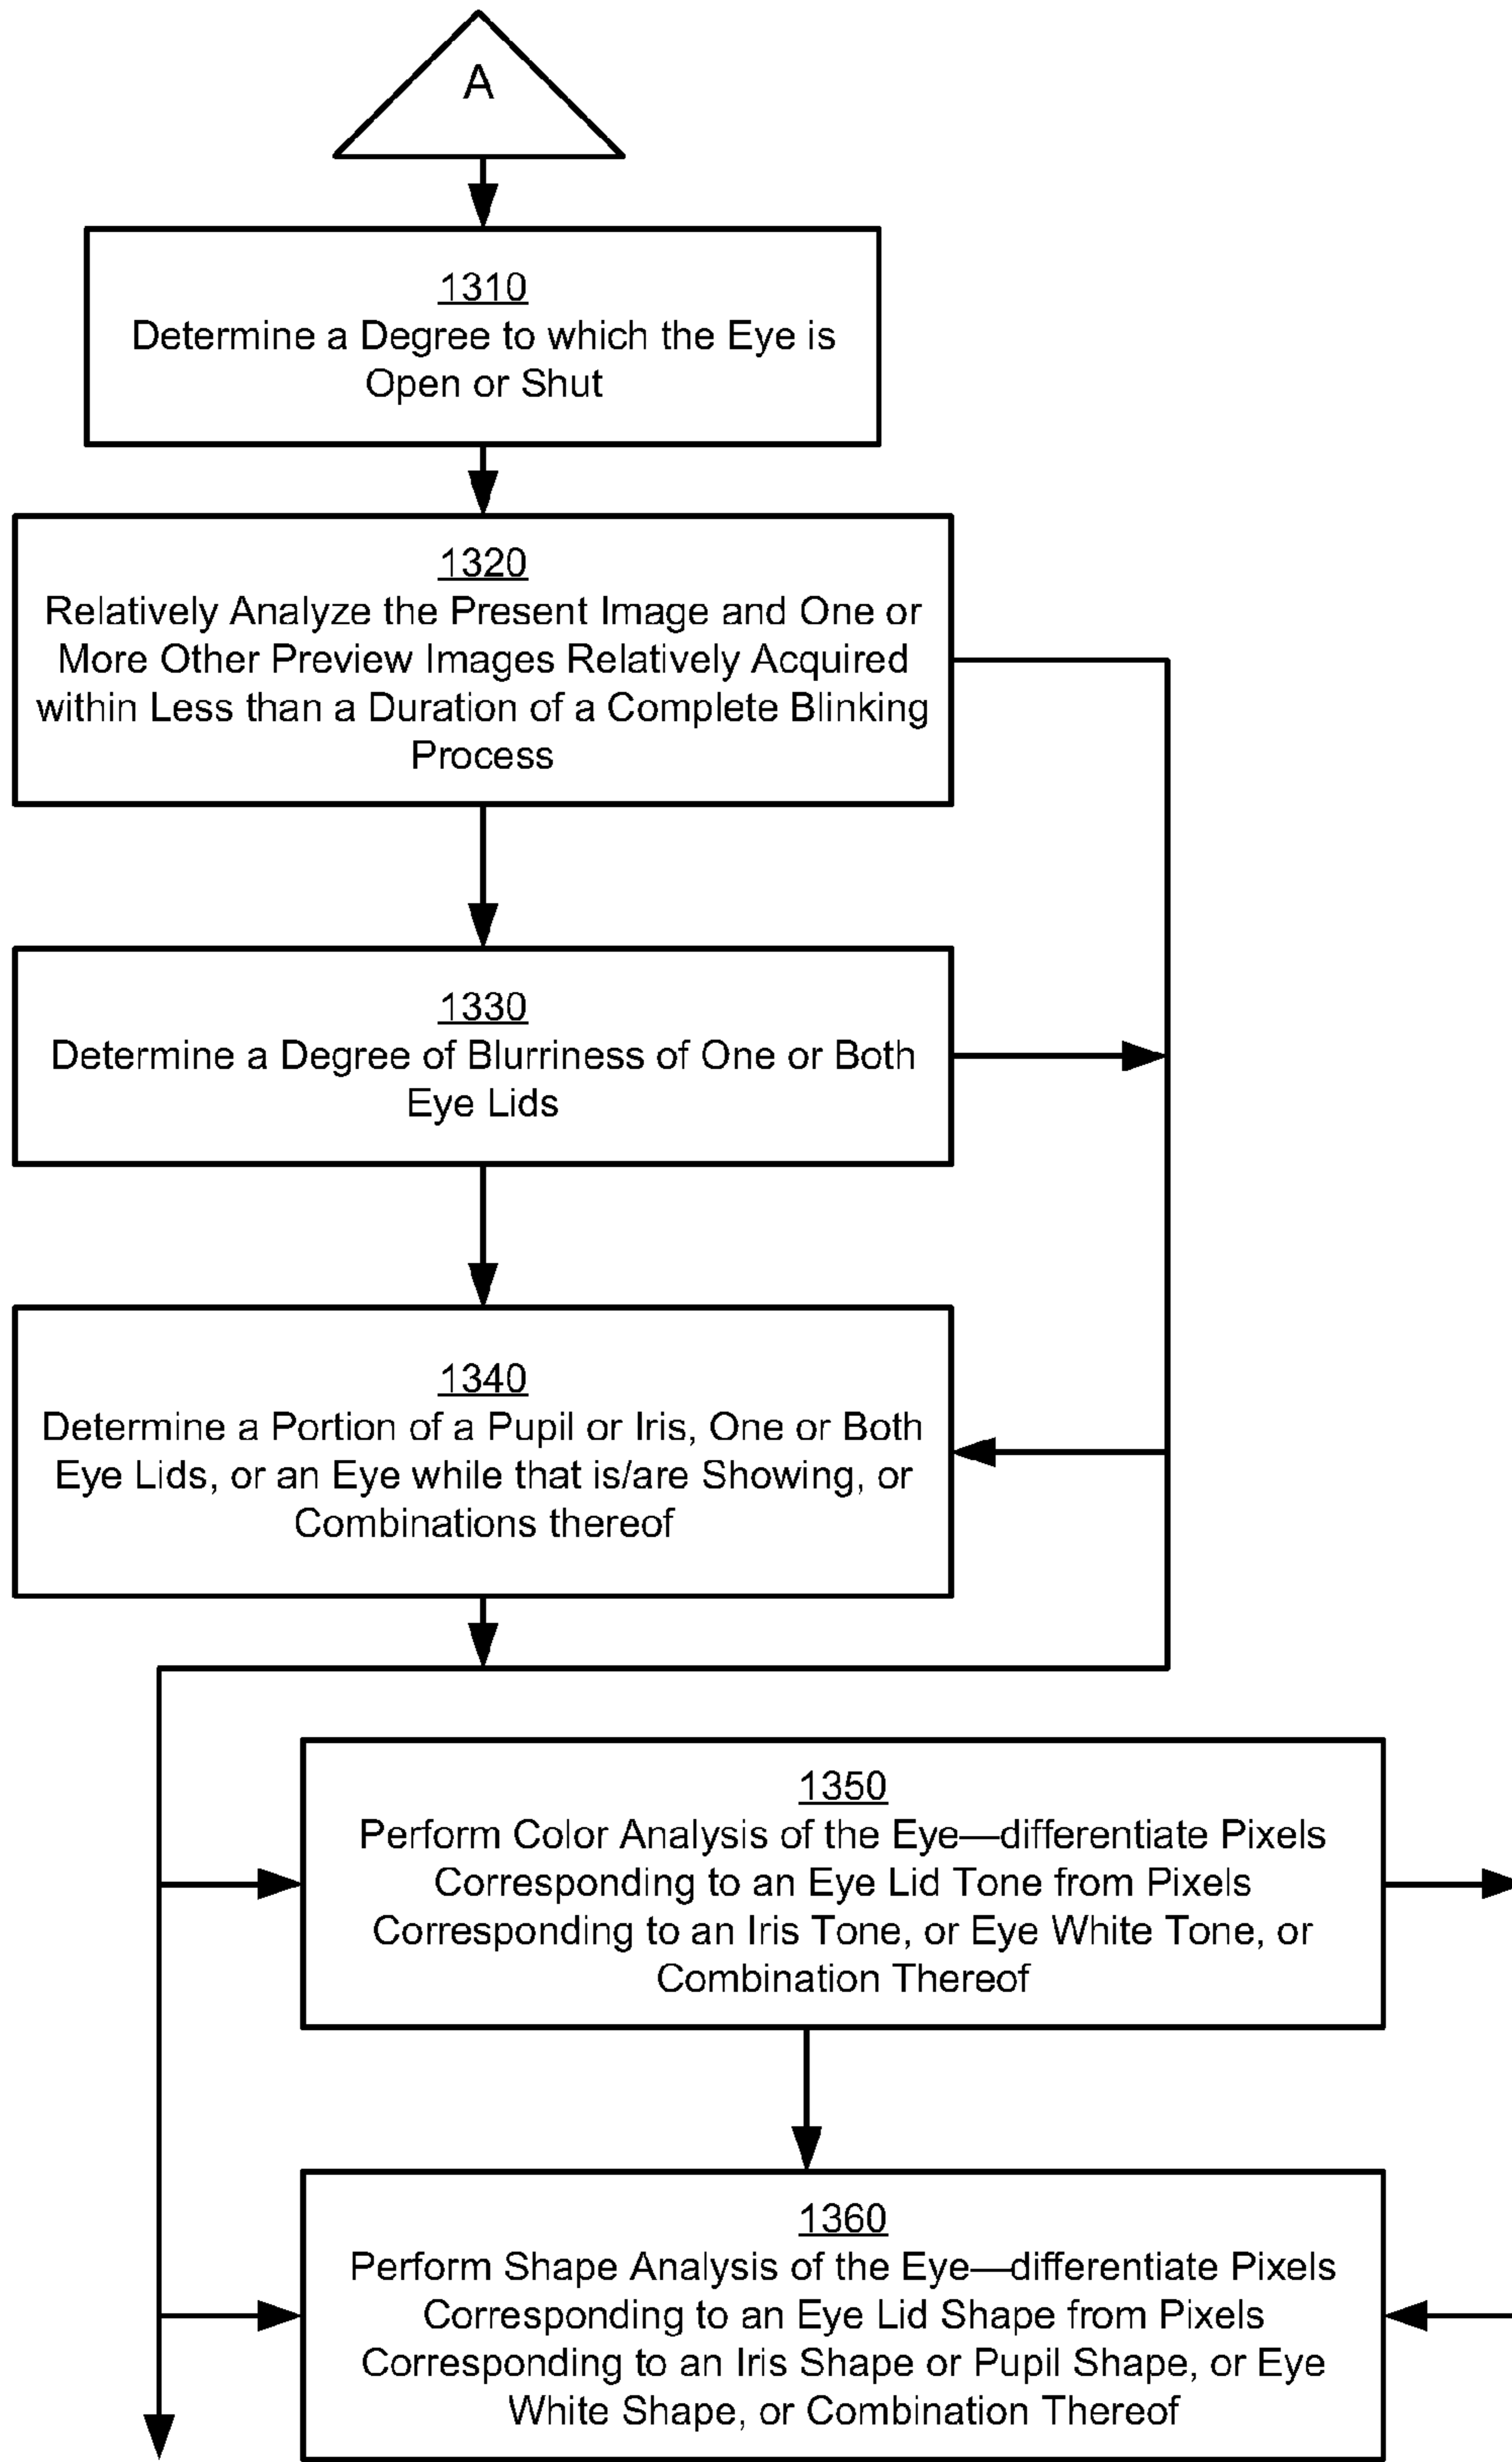 A
1310
Determine a Degree to which the Eye is
Open or Shut
1320
Relatively Analyze the Present Image and One or
More Other Preview Images Relatively Acquired
within Less than a Duration of a Complete Blinking
Process
1330
Determine a Degree of Blurriness of One or Both
Eye Lids
1340
Determine a Portion of a Pupil or Iris, One or Both
Eye Lids, or an Eye while that is/are Showing, or
Combinations thereof
1350
Perform Color Analysis of the Eye—differentiate Pixels
Corresponding to an Eye Lid Tone from Pixels
Corresponding to an Iris Tone, or Eye White Tone, or
Combination Thereof
1360
Perform Shape Analysis of the Eye—differentiate Pixels
Corresponding to an Eye Lid Shape from Pixels
Corresponding to an Iris Shape or Pupil Shape, or Eye
White Shape, or Combination Thereof